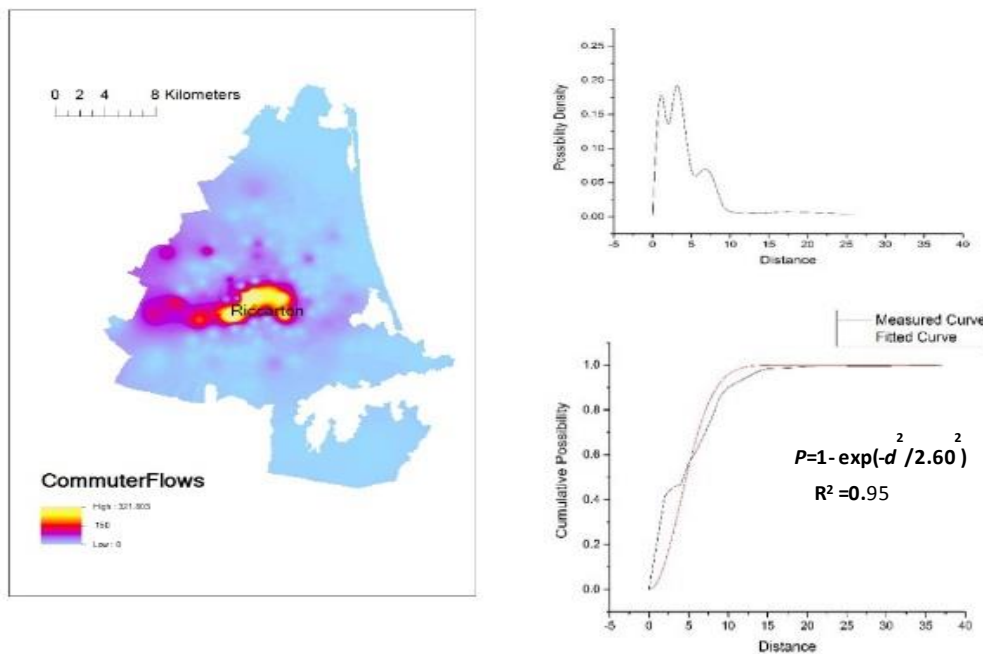 0 2 4 8 Kilometers
Riccarton
CommuterFlows
High : 321.803
150
Low : 0
Possibility Density
0.25
0.20
0.15
0.10
0.05
0.00
-5 0 5 10 15 20 25 30 35 40
Distance
Measured Curve
Fitted Curve
Cumulative Possibility
1.0
0.8
0.6
0.4
0.2
0.0
P=1- exp(-d²/2.60²)
R² =0.95
-5 0 5 10 15 20 25 30 35 40
Distance